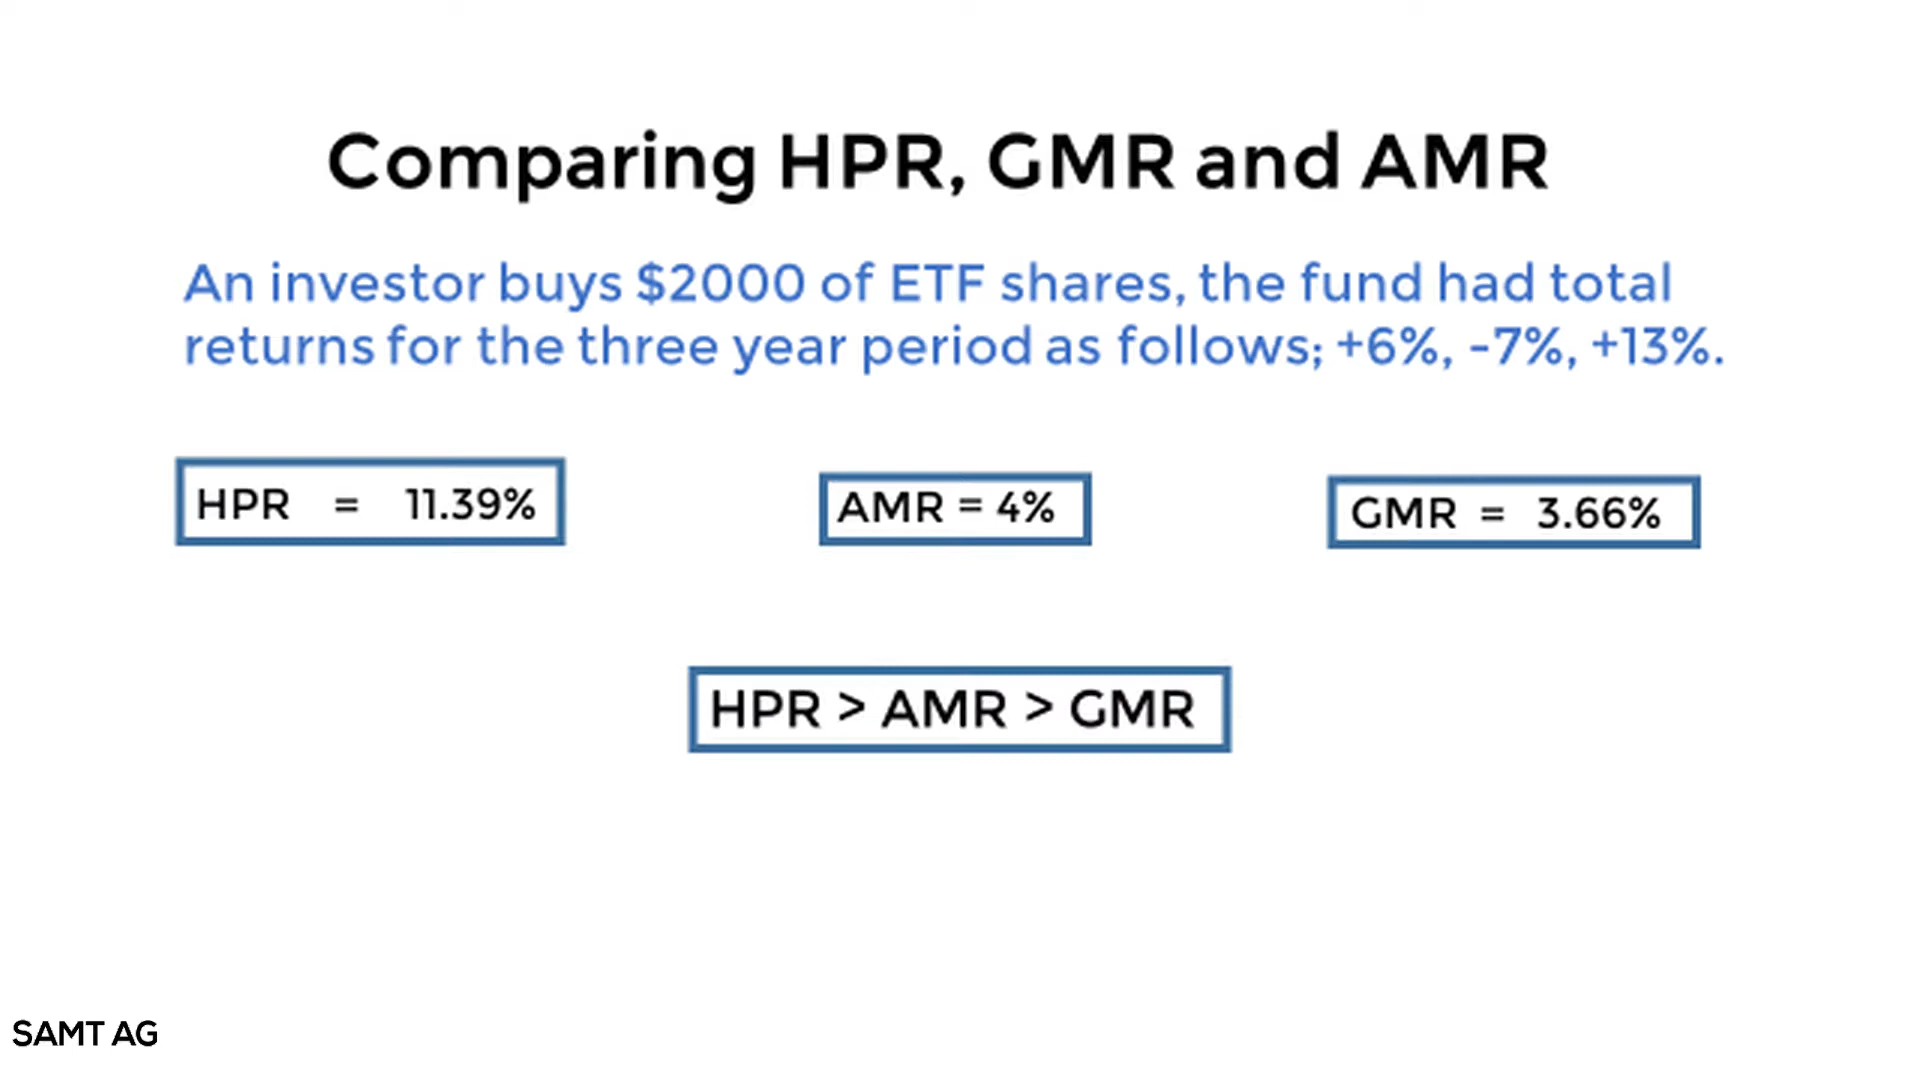 Comparing HPR, GMR and AMR
An investor buys $2000 of ETF shares, the fund had total
returns for the three year period as follows; +6%, -7%, +13%.
HPR = 11.39%
AMR = 4%
GMR = 3.66%
HPR > AMR > GMR
SAMT AG